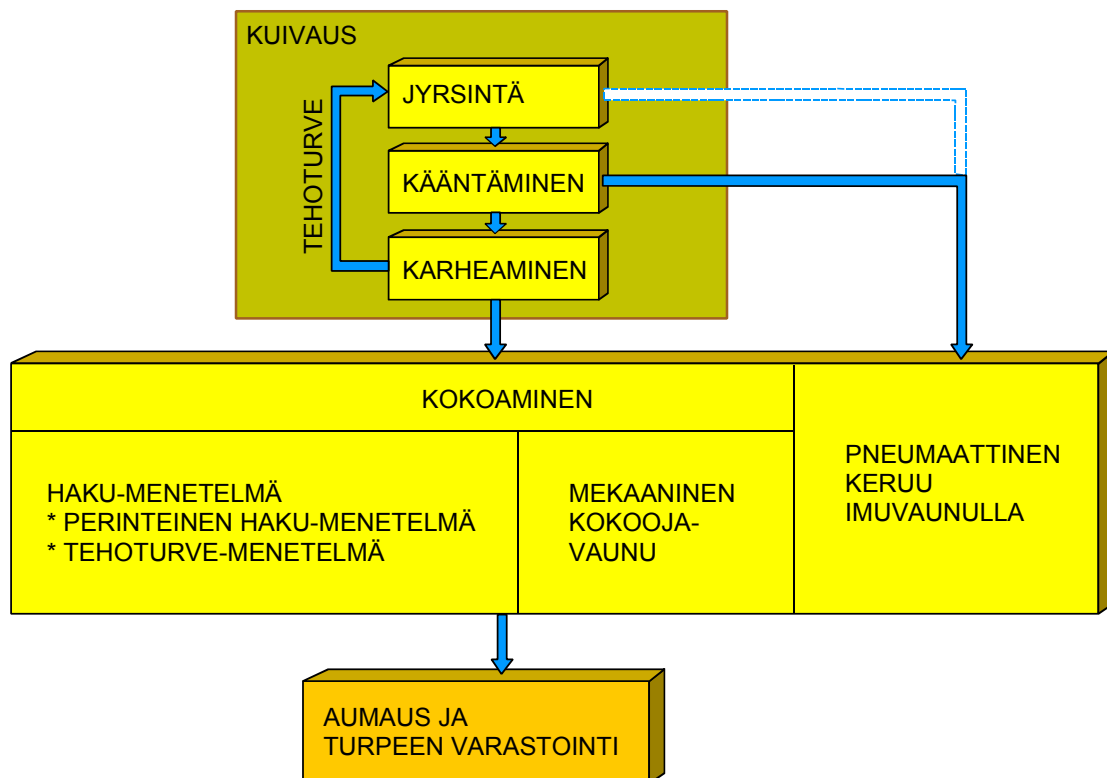 KUIVAUS
JYRSINTÄ
TEHOTURVE
KÄÄNTÄMINEN
KARHEAMINEN
KOKOAMINEN
HAKU-MENETELMÄ
* PERINTEINEN HAKU-MENETELMÄ
* TEHOTURVE-MENETELMÄ
MEKAANINEN
KOKOOJA-
VAUNU
PNEUMAATTINEN
KERUU
IMUVAUNULLA
AUMAUS JA
TURPEEN VARASTOINTI